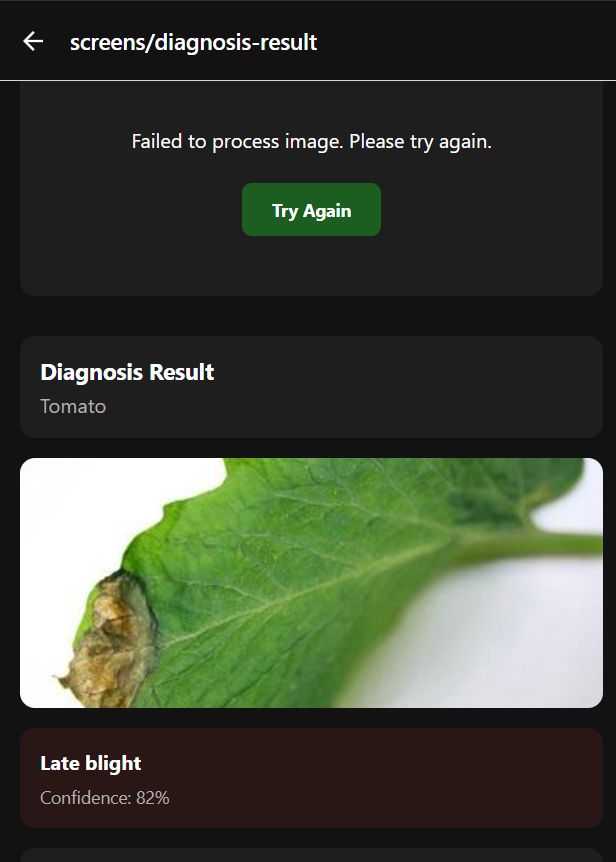 screens/diagnosis-result
Failed to process image. Please try again.
Try Again
Diagnosis Result
Tomato
Late blight
Confidence: 82%